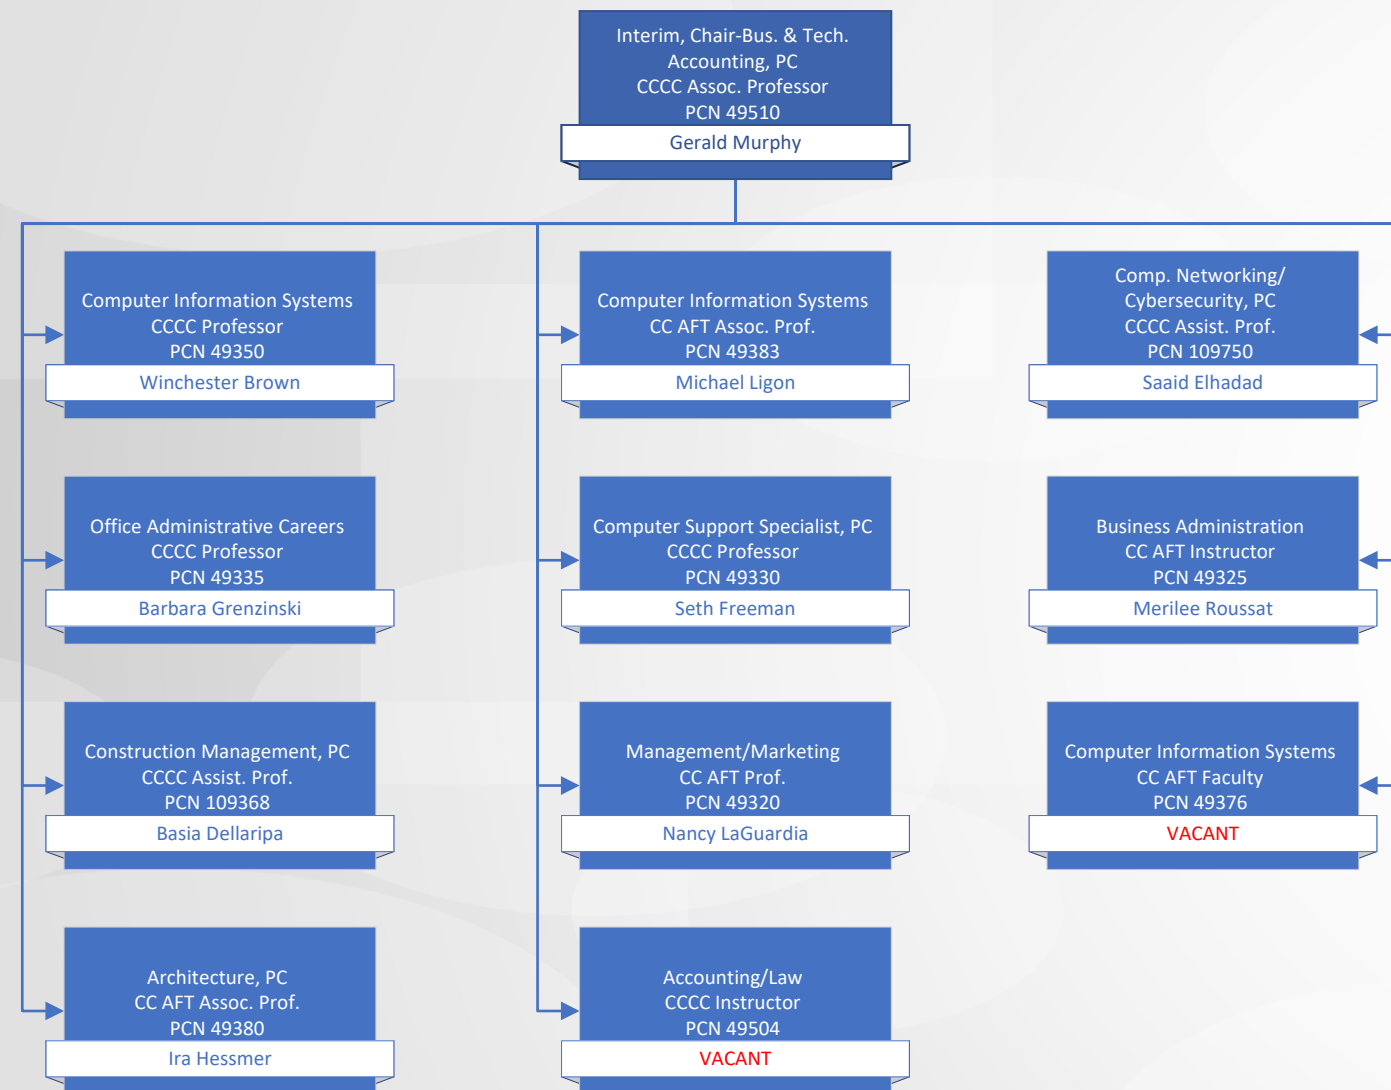 Interim, Chair-Bus. & Tech.
Accounting, PC
CCCC Assoc. Professor
PCN 49510
Gerald Murphy
Computer Information Systems
CCCC Professor
PCN 49350
Winchester Brown
Computer Information Systems
CC AFT Assoc. Prof.
PCN 49383
Michael Ligon
Comp. Networking/
Cybersecurity, PC
CCCC Assist. Prof.
PCN 109750
Saaid Elhadad
Office Administrative Careers
CCCC Professor
PCN 49335
Barbara Grenzinski
Computer Support Specialist, PC
CCCC Professor
PCN 49330
Seth Freeman
Business Administration
CC AFT Instructor
PCN 49325
Merilee Roussat
Construction Management, PC
CCCC Assist. Prof.
PCN 109368
Basia Dellaripa
Management/Marketing
CC AFT Prof.
PCN 49320
Nancy LaGuardia
Computer Information Systems
CC AFT Faculty
PCN 49376
VACANT
Architecture, PC
CC AFT Assoc. Prof.
PCN 49380
Ira Hessmer
Accounting/Law
CCCC Instructor
PCN 49504
VACANT